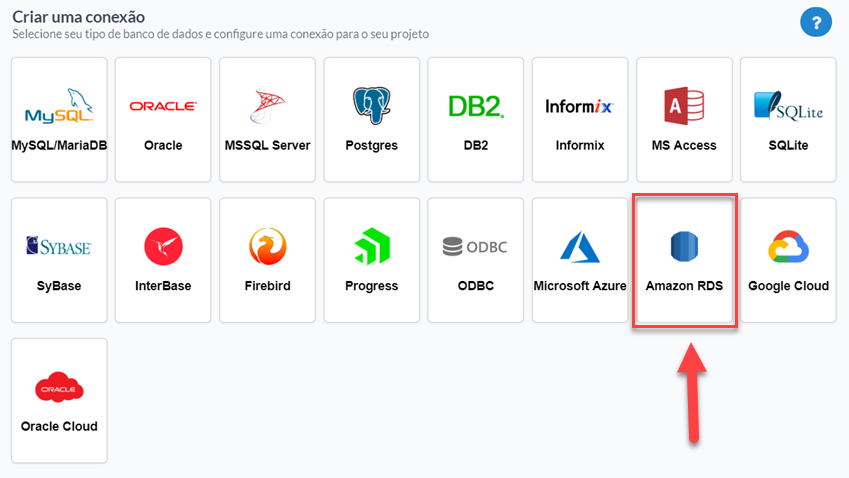 Criar uma conexão
Selecione seu tipo de banco de dados e configure uma conexão para o seu projeto
?
MySQL ORACLE DB2 Informix SQLite
MySQL/MariaDB Oracle MSSQL Server Postgres DB2 Informix MS Access SQLite
SYBASE ODBC
SyBase InterBase Firebird Progress ODBC Microsoft Azure Amazon RDS Google Cloud
ORACLE
Oracle Cloud